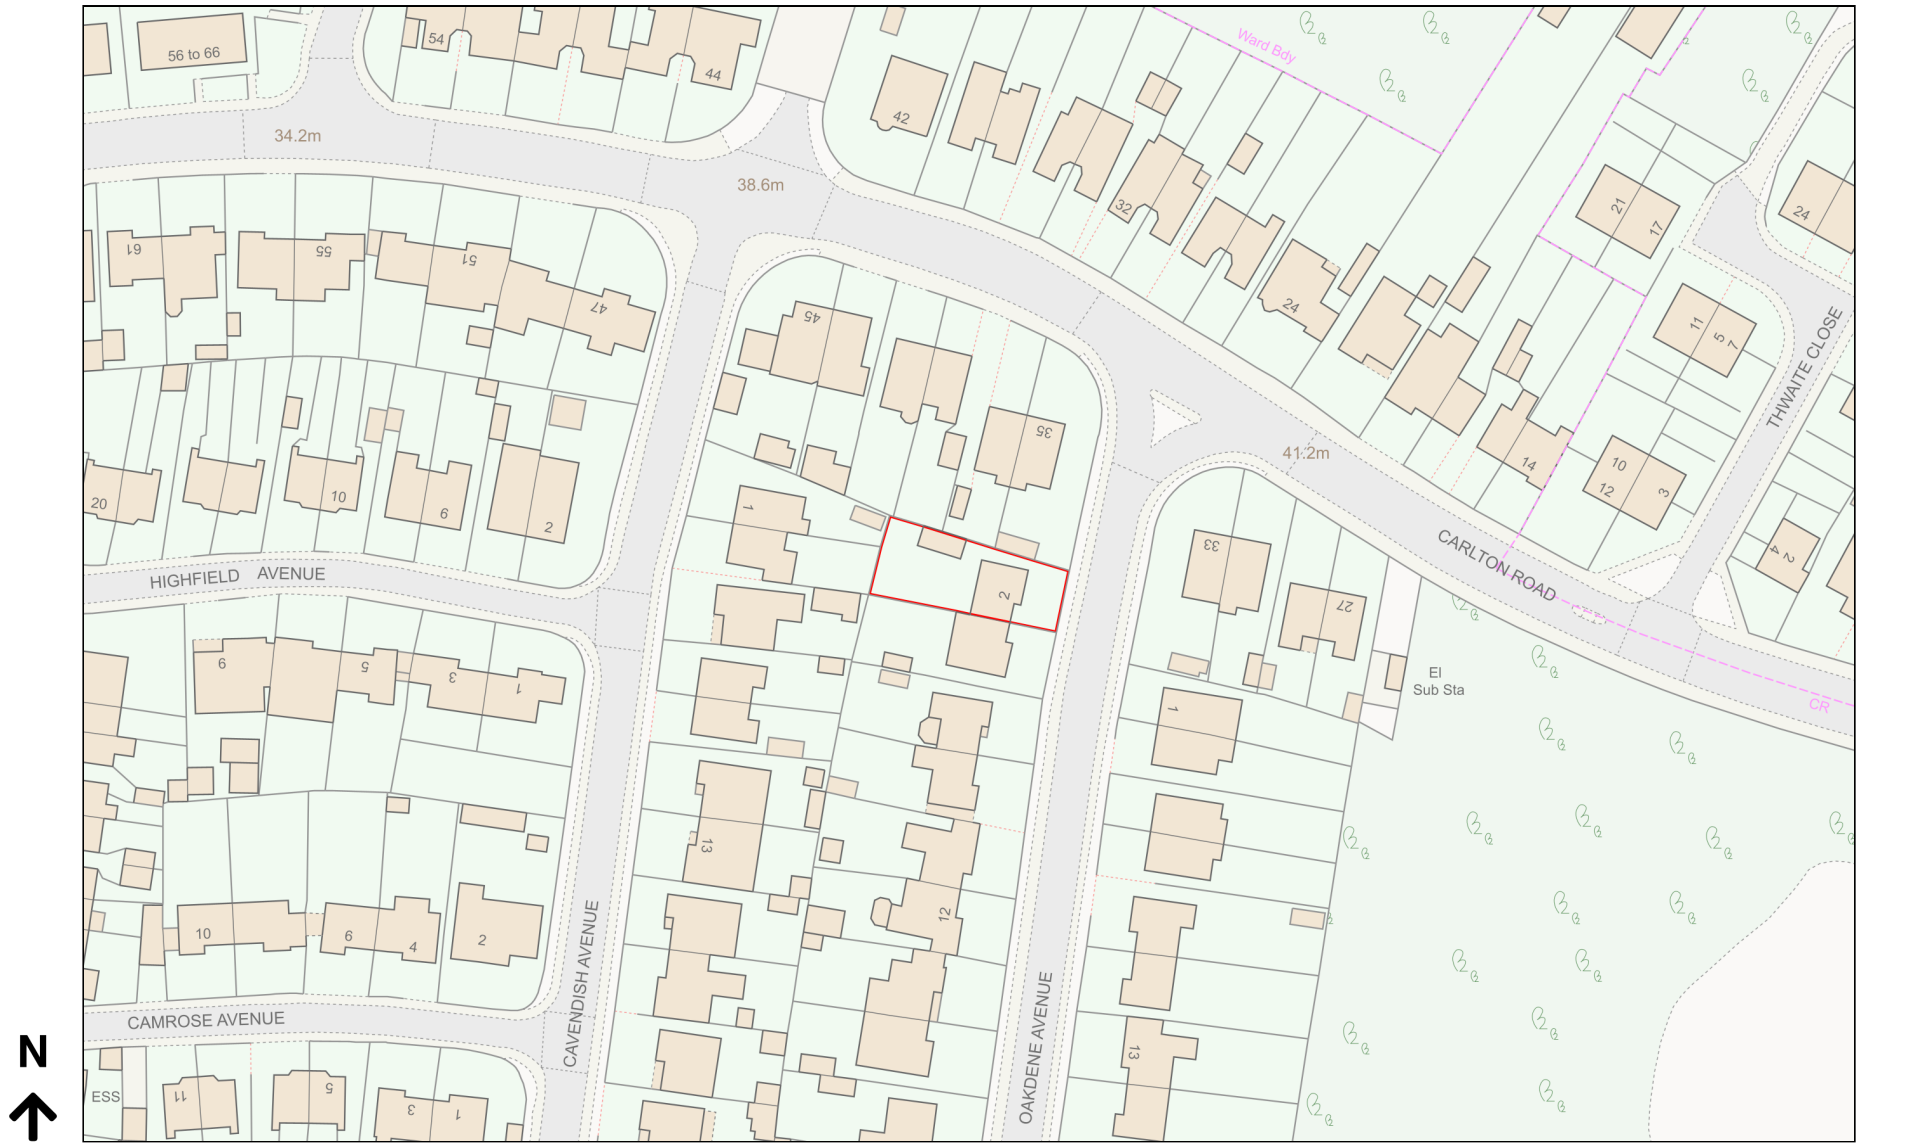 56 to 66
54
44
42
Ward Bdy
34.2m
38.6m
32
21
17
24
61
55
51
47
45
24
11
5
7
THWAITE CLOSE
35
41.2m
14
10
12
3
20
10
6
2
1
33
CARLTON ROAD
2
4
HIGHFIELD AVENUE
2
27
9
5
3
1
El
Sub Sta
CR
1
13
10
6
4
2
12
CAVENDISH AVENUE
OAKDENE AVENUE
CAMROSE AVENUE
13
N
ESS
11
5
3
1